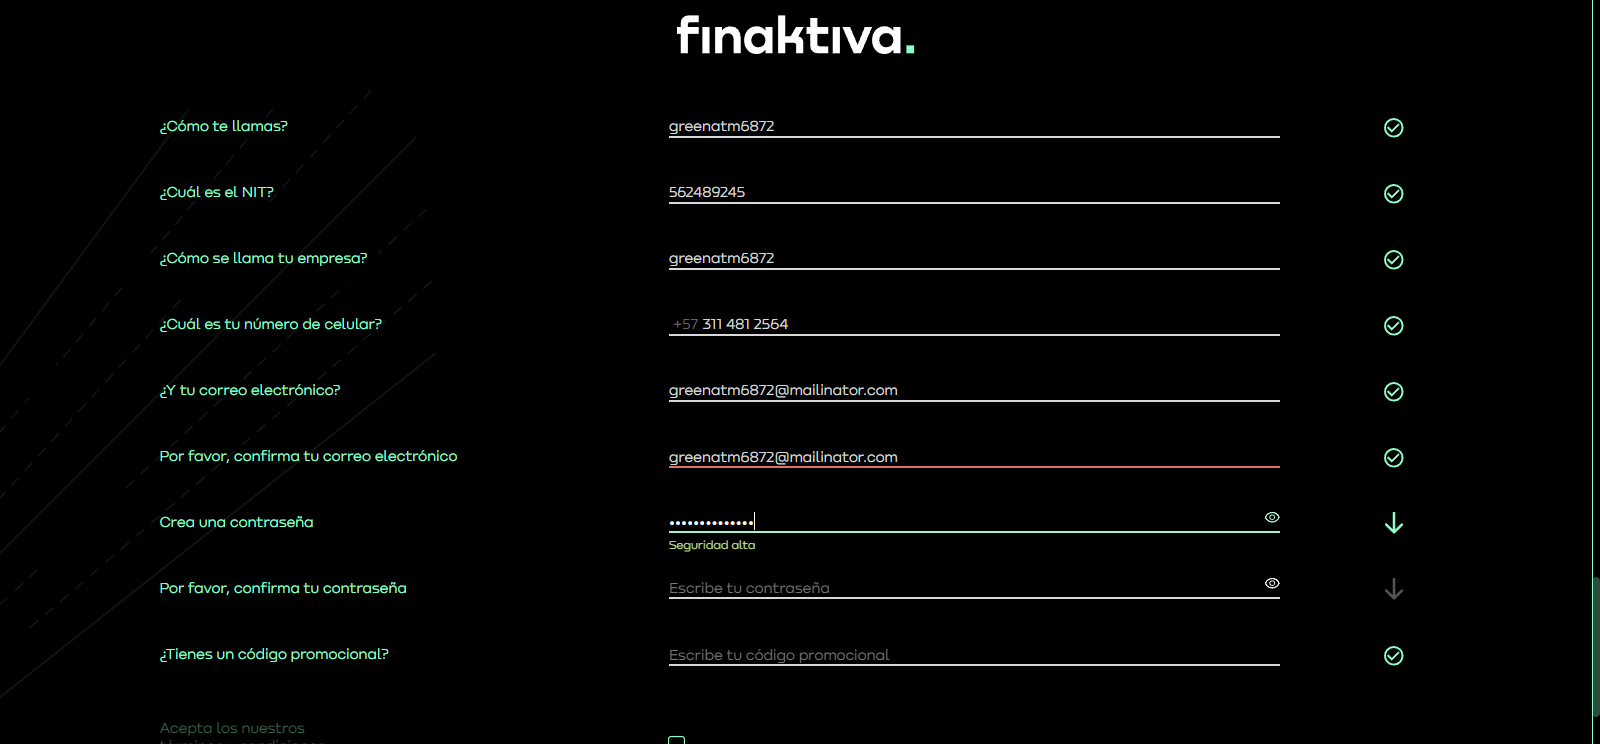 finaktiva.
¿Cómo te llamas? greenatm6872
¿Cuál es el NIT? 562489245
¿Cómo se llama tu empresa? greenatm6872
¿Cuál es tu número de celular? +57 311 481 2564
¿Y tu correo electrónico? greenatm6872@mailinator.com
Por favor, confirma tu correo electrónico greenatm6872@mailinator.com
Crea una contraseña ••••••••••••••
Seguridad alta
Por favor, confirma tu contraseña Escribe tu contraseña
¿Tienes un código promocional? Escribe tu código promocional
Acepta los nuestros
términos y condiciones